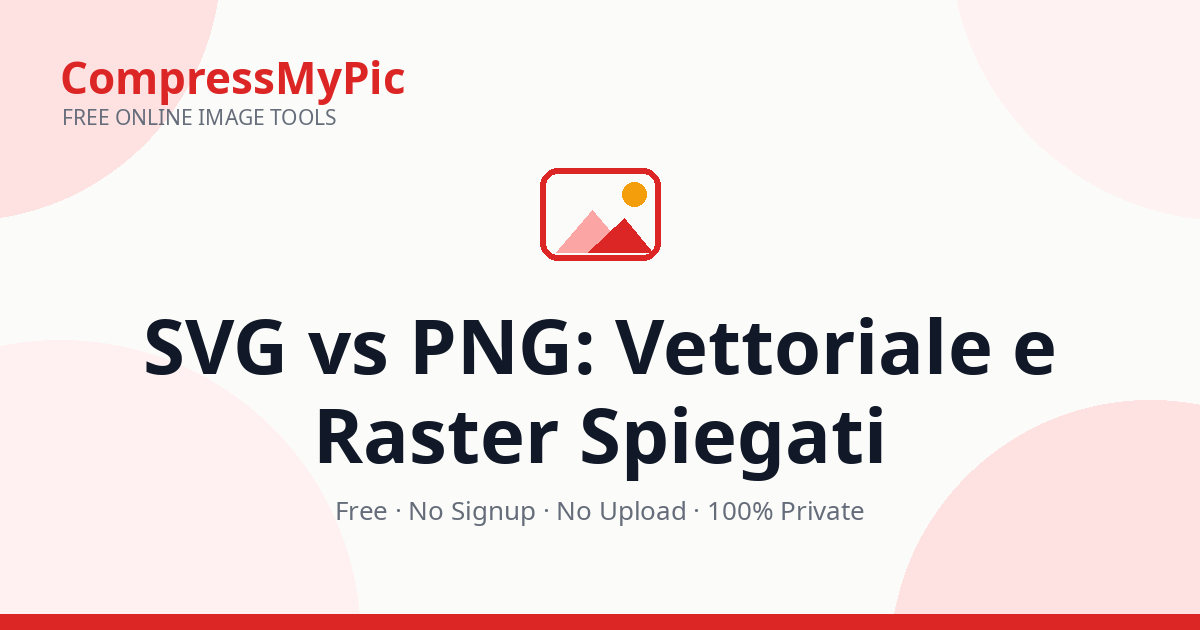 CompressMyPic
FREE ONLINE IMAGE TOOLS
SVG vs PNG: Vettoriale e
Raster Spiegati
Free · No Signup · No Upload · 100% Private